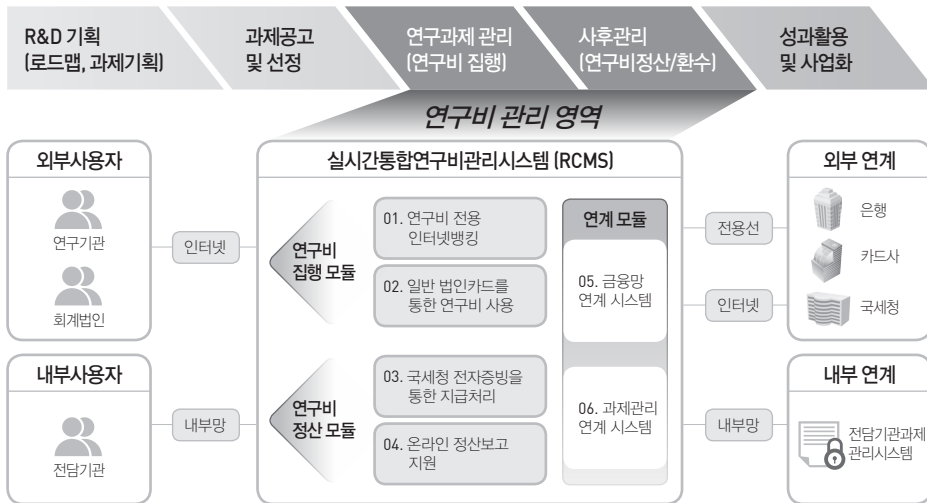 R&D 기획
(로드맵, 과제기획)
과제공고
및 선정
연구과제 관리
(연구비 집행)
사후관리
(연구비정산/환수)
성과활용
및 사업화
연구비 관리 영역
외부사용자
연구기관
회계법인
인터넷
내부사용자
전담기관
내부망
실시간통합연구비관리시스템 (RCMS)
연구비
집행 모듈
01. 연구비 전용
인터넷뱅킹
02. 일반 법인카드를
통한 연구비 사용
연구비
정산 모듈
03. 국세청 전자증빙을
통한 지급처리
04. 온라인 정산보고
지원
연계 모듈
05. 금융망
연계 시스템
06. 과제관리
연계 시스템
전용선
인터넷
내부망
외부 연계
은행
카드사
국세청
내부 연계
전담기관과제
관리시스템